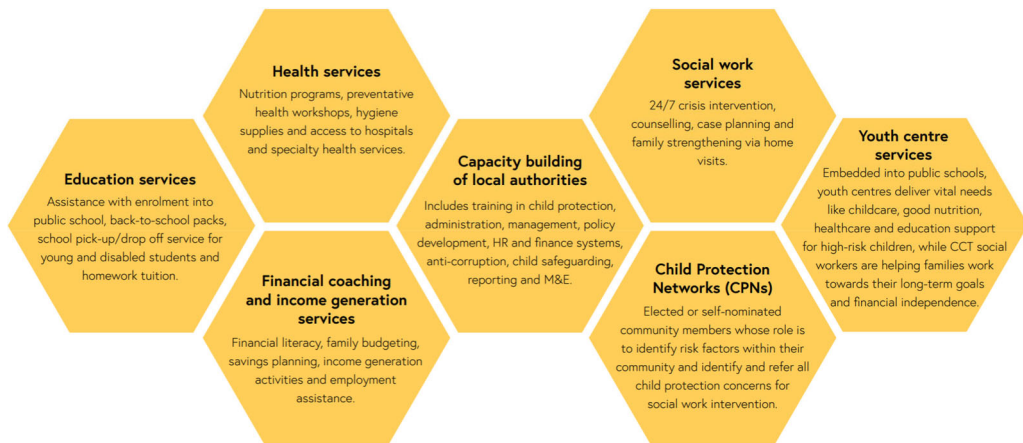 Health services
Nutrition programs, preventative
health workshops, hygiene
supplies and access to hospitals
and specialty health services.
Social work
services
24/7 crisis intervention,
counselling, case planning and
family strengthening via home
visits.
Education services
Assistance with enrolment into
public school, back-to-school packs,
school pick-up/drop off service for
young and disabled students and
homework tuition.
Capacity building
of local authorities
Includes training in child protection,
administration, management, policy
development, HR and finance systems,
anti-corruption, child safeguarding,
reporting and M&E.
Youth centre
services
Embedded into public schools,
youth centres deliver vital needs
like childcare, good nutrition,
healthcare and education support
for high-risk children, while CCT social
workers are helping families work
towards their long-term goals
and financial independence.
Financial coaching
and income generation
services
Financial literacy, family budgeting,
savings planning, income generation
activities and employment
assistance.
Child Protection
Networks (CPNs)
Elected or self-nominated
community members whose role is
to identify risk factors within their
community and identify and refer all
child protection concerns for
social work intervention.